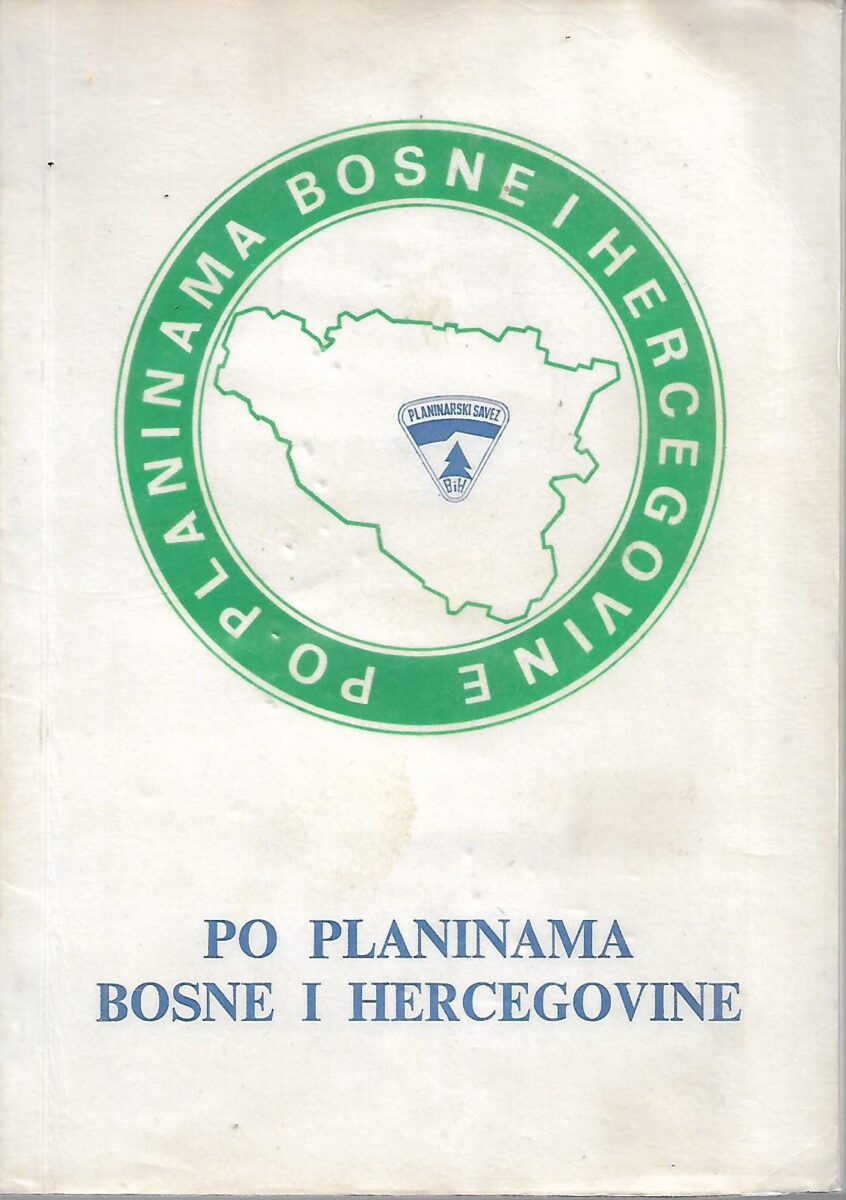 PO PLANINAMA BOSNE I HERCEGOVINE
PLANINARSKI SAVEZ
BiH
PO PLANINAMA
BOSNE I HERCEGOVINE